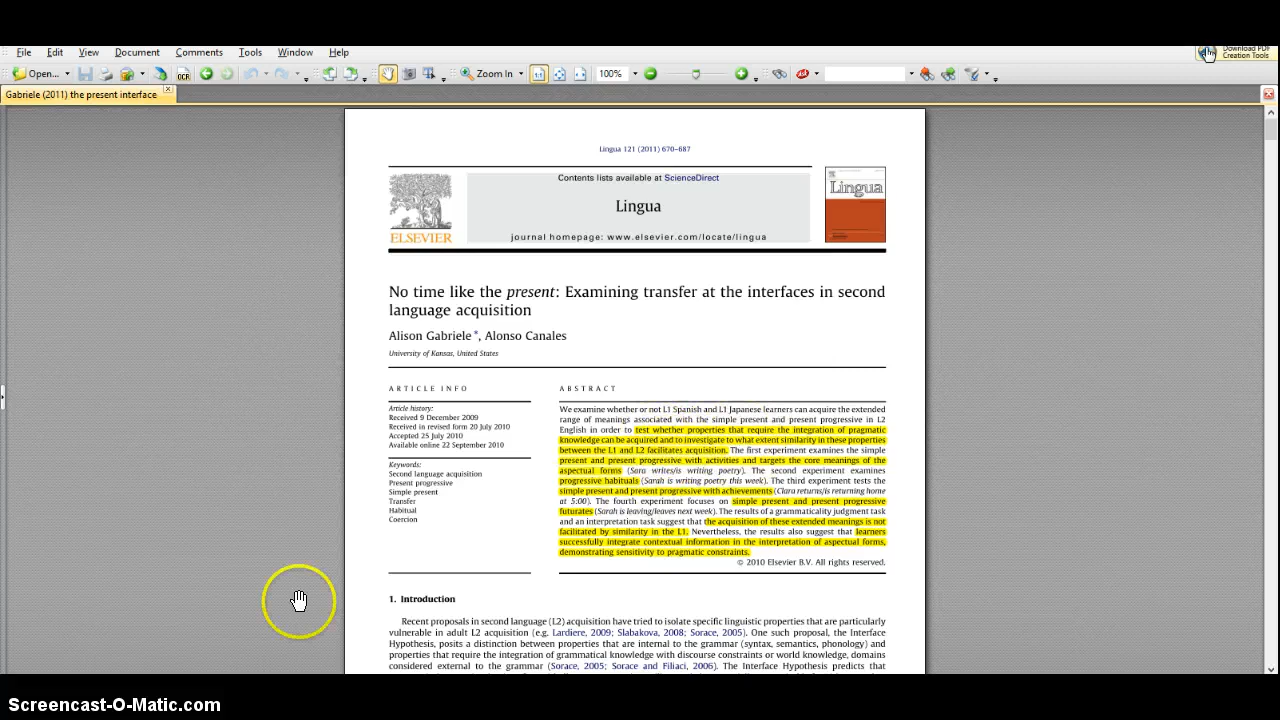 File Edit View Document Comments Tools Window Help
Download PDF
Creation Tools
Open... OCR Zoom In 100%
Gabriele (2011) the present interface
Lingua 121 (2011) 670–687
Contents lists available at ScienceDirect
Lingua
journal homepage: www.elsevier.com/locate/lingua
ELSEVIER
Lingua
No time like the present: Examining transfer at the interfaces in second
language acquisition
Alison Gabriele *, Alonso Canales
University of Kansas, United States
ARTICLE INFO
Article history:
Received 9 December 2009
Received in revised form 20 July 2010
Accepted 25 July 2010
Available online 22 September 2010
Keywords:
Second language acquisition
Present progressive
Simple present
Transfer
Habitual
Coercion
ABSTRACT
We examine whether or not L1 Spanish and L1 Japanese learners can acquire the extended
range of meanings associated with the simple present and present progressive in L2
English in order to test whether properties that require the integration of pragmatic
knowledge can be acquired and to investigate to what extent similarity in these properties
between the L1 and L2 facilitates acquisition. The first experiment examines the simple
present and present progressive with activities and targets the core meanings of the
aspectual forms (Sara writes/is writing poetry). The second experiment examines
progressive habituals (Sarah is writing poetry this week). The third experiment tests the
simple present and present progressive with achievements (Clara returns/is returning home
at 5:00). The fourth experiment focuses on simple present and present progressive
futurates (Sarah is leaving/leaves next week). The results of a grammaticality judgment task
and an interpretation task suggest that the acquisition of these extended meanings is not
facilitated by similarity in the L1. Nevertheless, the results also suggest that learners
successfully integrate contextual information in the interpretation of aspectual forms,
demonstrating sensitivity to pragmatic constraints.
© 2010 Elsevier B.V. All rights reserved.
1. Introduction
Recent proposals in second language (L2) acquisition have tried to isolate specific linguistic properties that are particularly
vulnerable in adult L2 acquisition (e.g. Lardiere, 2009; Slabakova, 2008; Sorace, 2005). One such proposal, the Interface
Hypothesis, posits a distinction between properties that are internal to the grammar (syntax, semantics, phonology) and
properties that require the integration of grammatical knowledge with discourse constraints or world knowledge, domains
considered external to the grammar (Sorace, 2005; Sorace and Filiaci, 2006). The Interface Hypothesis predicts that
Screencast-O-Matic.com